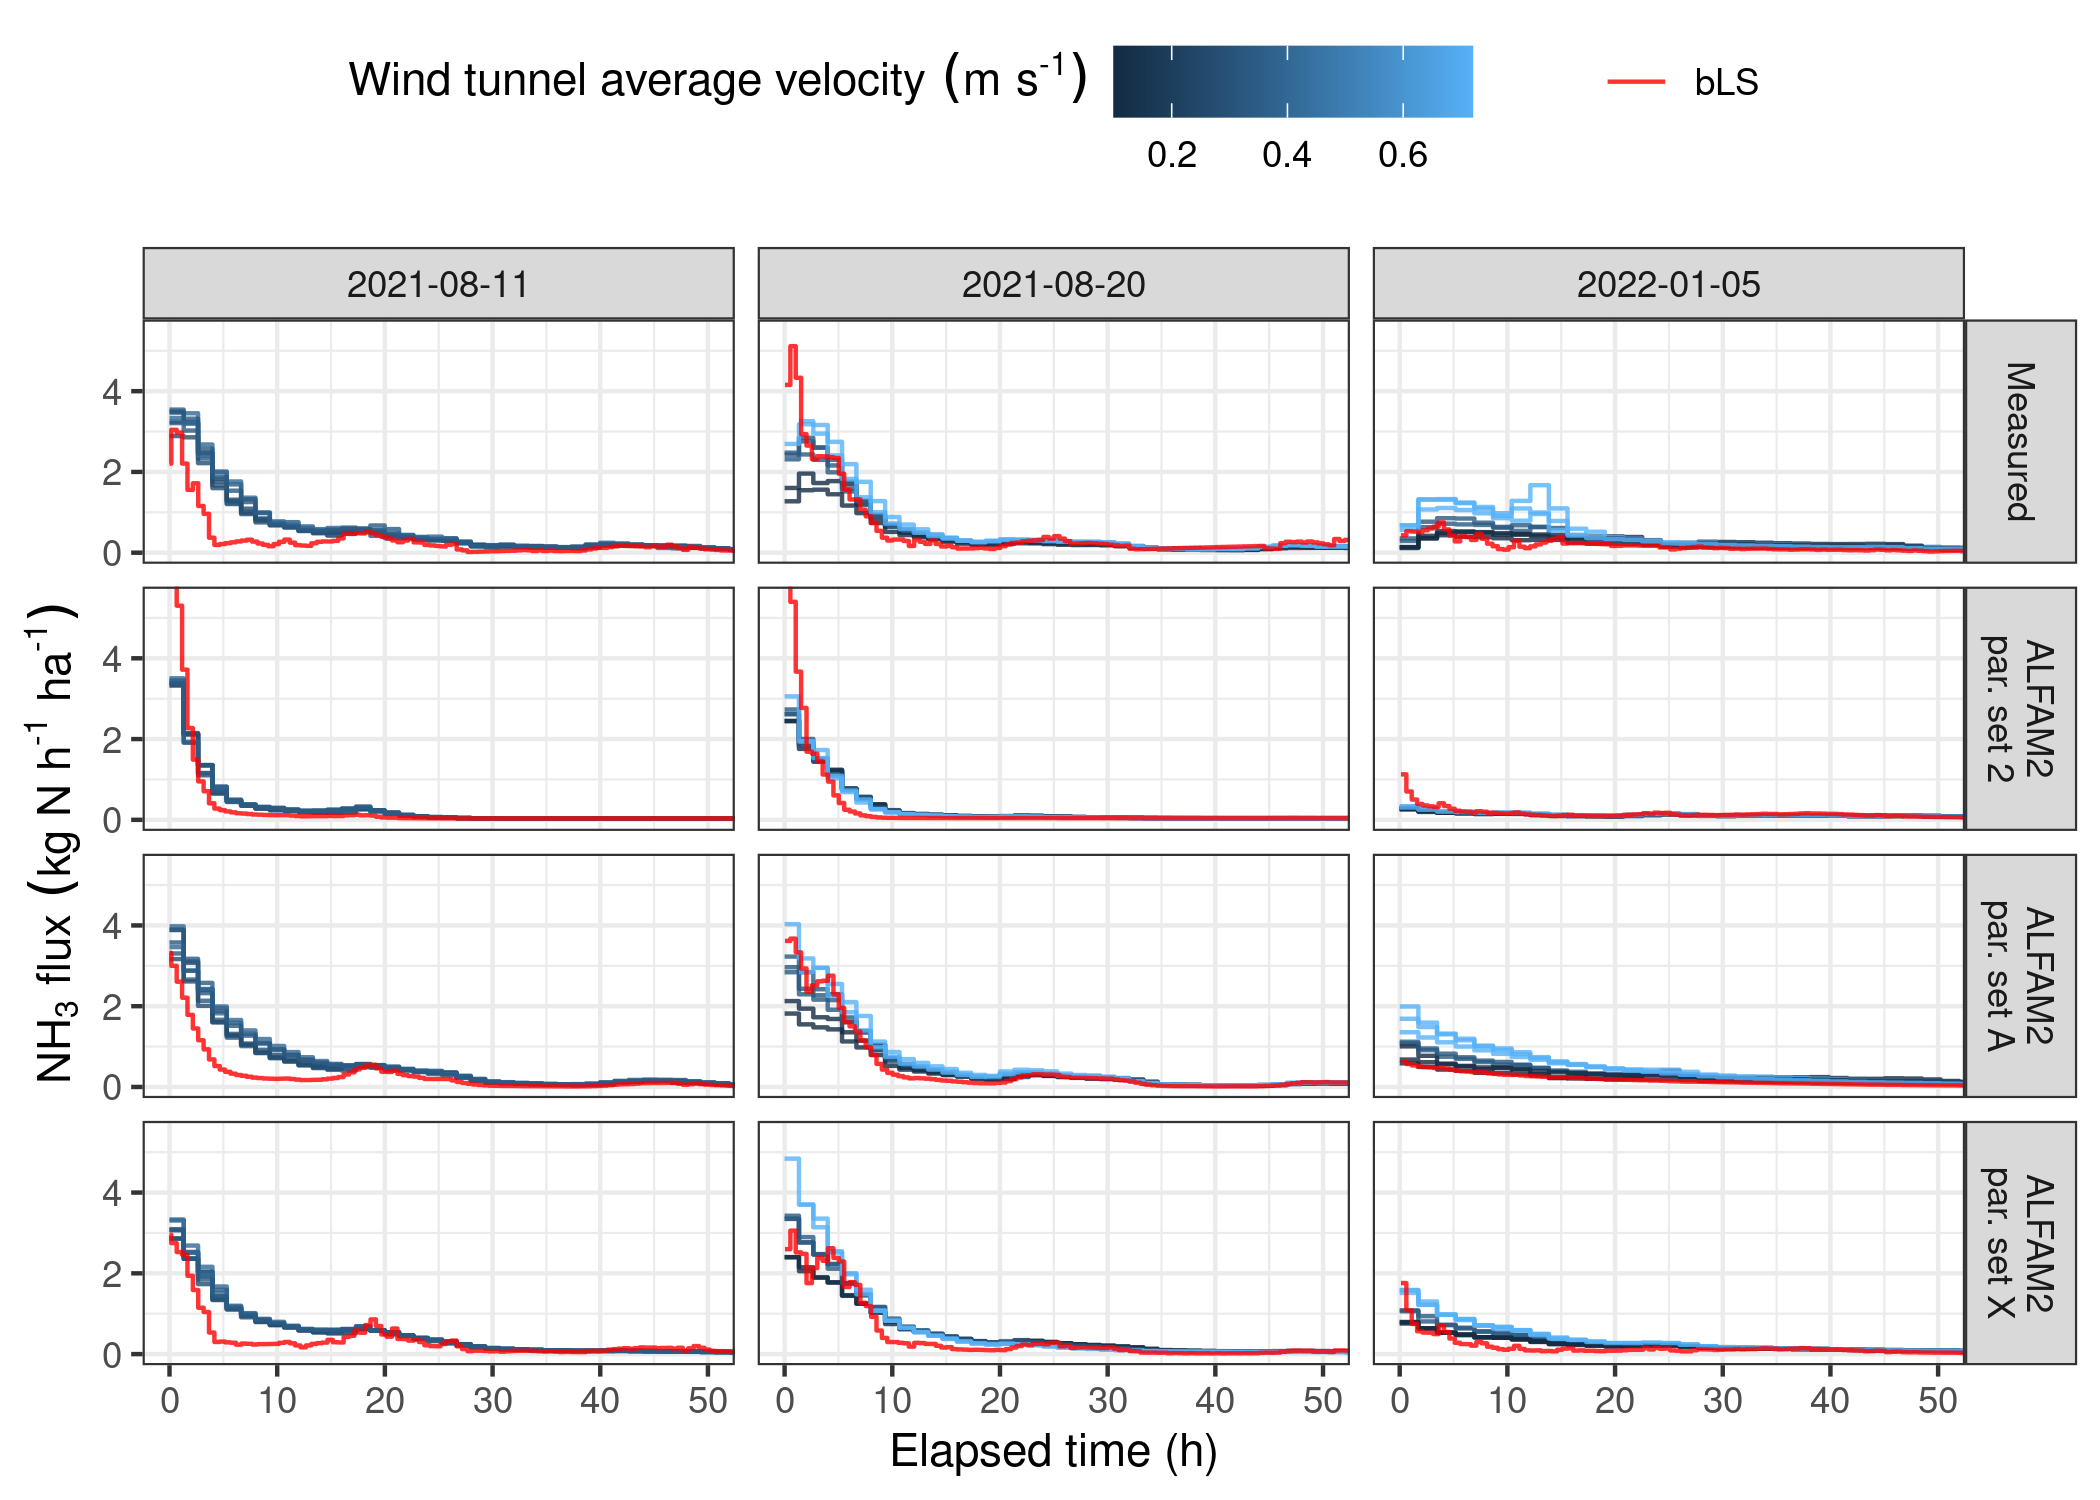 Wind tunnel average velocity (m s⁻¹)
0.2 0.4 0.6
bLS
2021-08-11 2021-08-20 2022-01-05
NH₃ flux (kg N h⁻¹ ha⁻¹)
4
2
0
Measured
4
2
0
ALFAM2
par. set 2
4
2
0
ALFAM2
par. set A
4
2
0
ALFAM2
par. set X
0 10 20 30 40 50
0 10 20 30 40 50
0 10 20 30 40 50
Elapsed time (h)